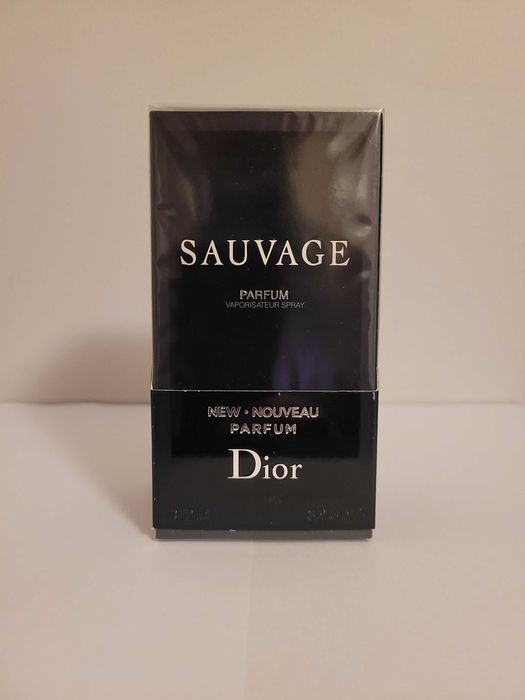 SAUVAGE
PARFUM
VAPORISATEUR SPRAY
NEW · NOUVEAU
PARFUM
Dior